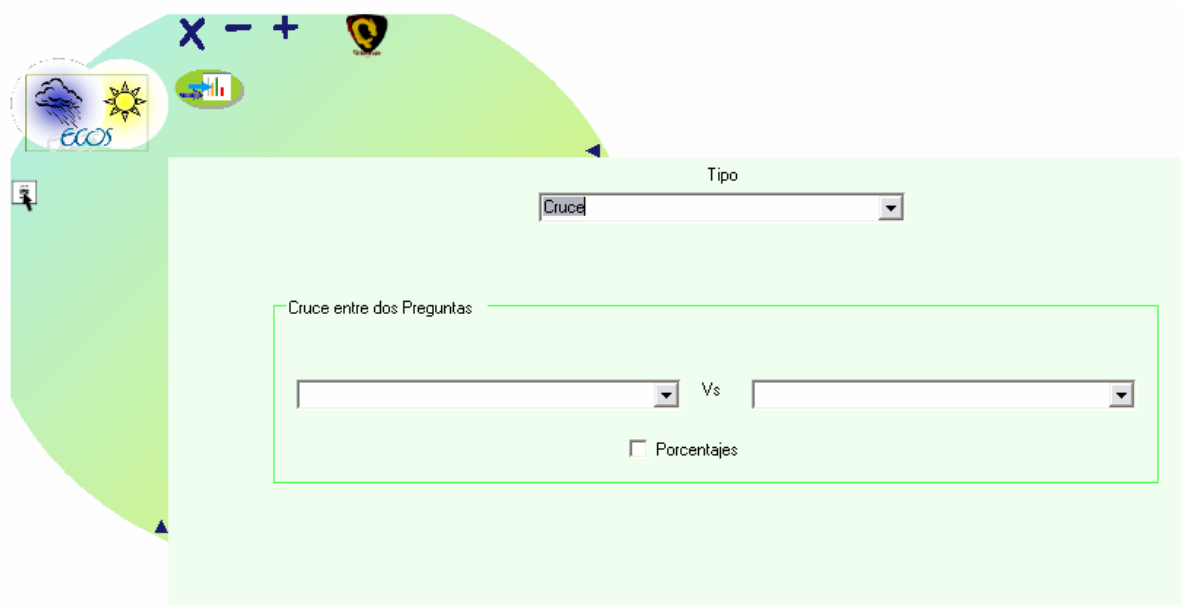 ECOS
Tipo
Cruce
Cruce entre dos Preguntas
Vs
Porcentajes